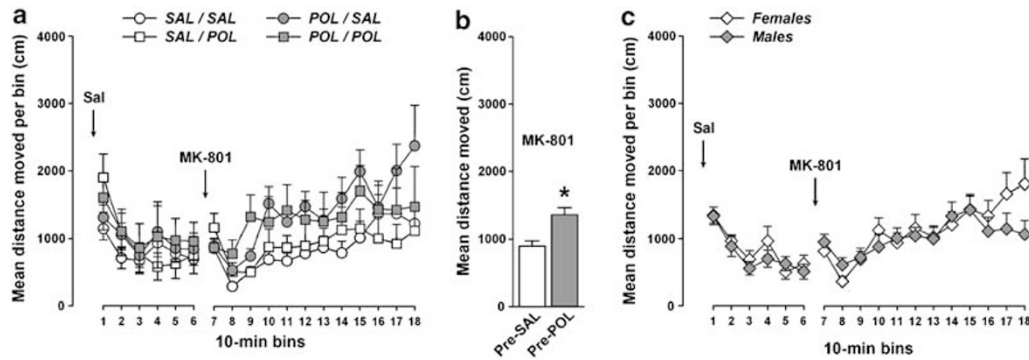 a
SAL / SAL
POL / SAL
SAL / POL
POL / POL
Mean distance moved per bin (cm)
4000
3000
2000
1000
0
Sal
MK-801
1 2 3 4 5 6 7 8 9 10 11 12 13 14 15 16 17 18
10-min bins
b
Mean distance moved (cm)
4000
3000
2000
1000
0
MK-801
*
Pre-SAL
Pre-POL
c
Females
Males
Mean distance moved per bin (cm)
4000
3000
2000
1000
0
Sal
MK-801
1 2 3 4 5 6 7 8 9 10 11 12 13 14 15 16 17 18
10-min bins